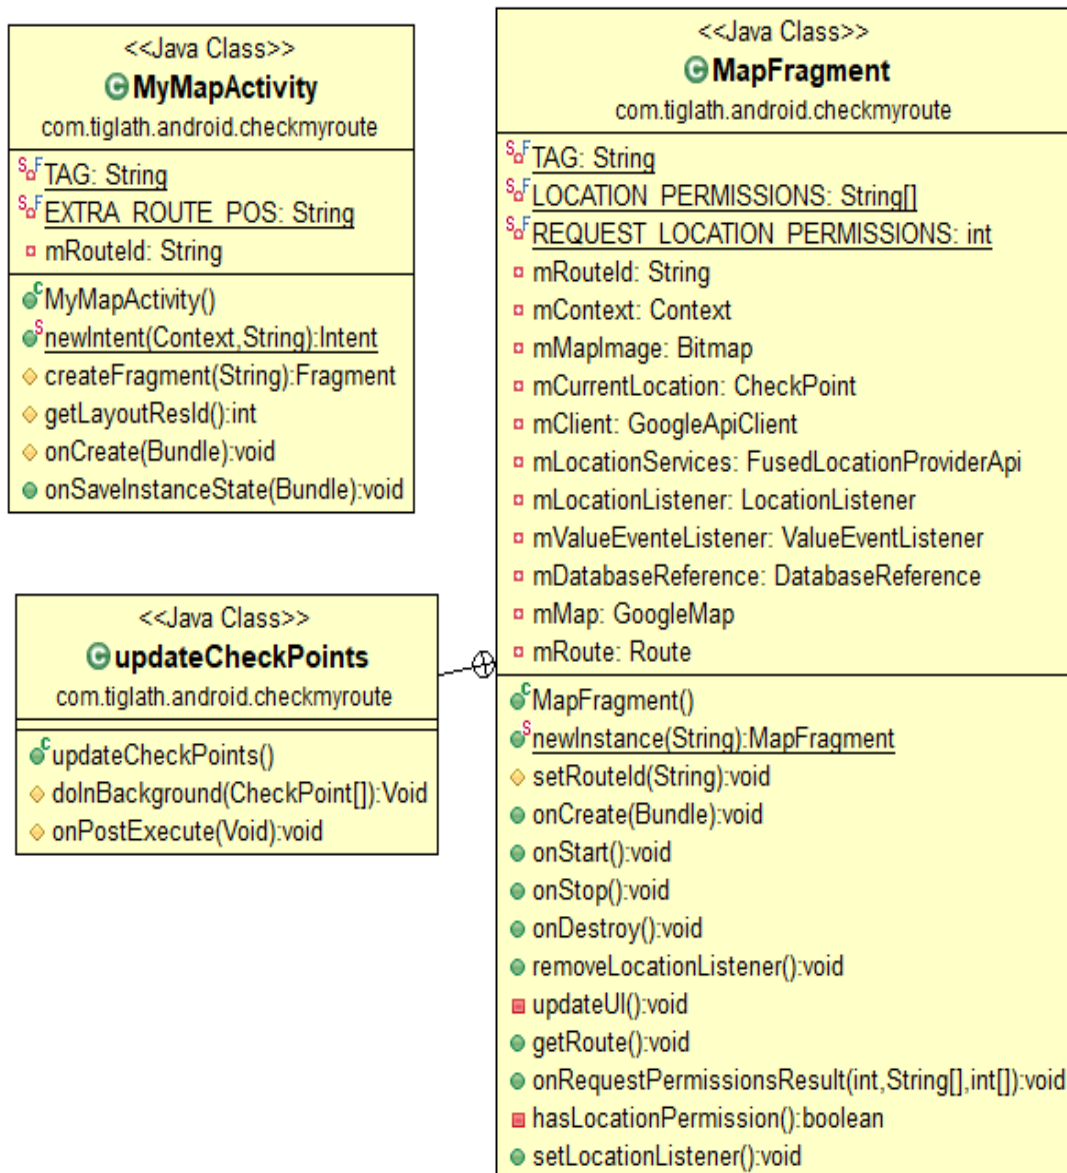 <<Java Class>>
MyMapActivity
com.tiglath.android.checkmyroute
TAG: String
EXTRA_ROUTE_POS: String
mRouteId: String
MyMapActivity()
newIntent(Context,String):Intent
createFragment(String):Fragment
getLayoutResId():int
onCreate(Bundle):void
onSaveInstanceState(Bundle):void
<<Java Class>>
updateCheckPoints
com.tiglath.android.checkmyroute
updateCheckPoints()
doInBackground(CheckPoint[]):Void
onPostExecute(Void):void
<<Java Class>>
MapFragment
com.tiglath.android.checkmyroute
TAG: String
LOCATION_PERMISSIONS: String[]
REQUEST_LOCATION_PERMISSIONS: int
mRouteId: String
mContext: Context
mMapImage: Bitmap
mCurrentLocation: CheckPoint
mClient: GoogleApiClient
mLocationServices: FusedLocationProviderApi
mLocationListener: LocationListener
mValueEventeListener: ValueEventListener
mDatabaseReference: DatabaseReference
mMap: GoogleMap
mRoute: Route
MapFragment()
newInstance(String):MapFragment
setRouteId(String):void
onCreate(Bundle):void
onStart():void
onStop():void
onDestroy():void
removeLocationListener():void
updateUI():void
getRoute():void
onRequestPermissionsResult(int,String[],int[]):void
hasLocationPermission():boolean
setLocationListener():void